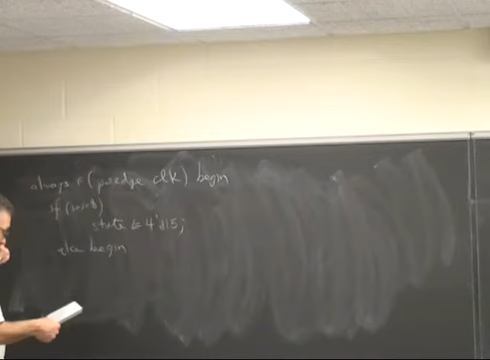 always @(posedge clk) begin
if (reset)
state <= 4'd15;
else begin